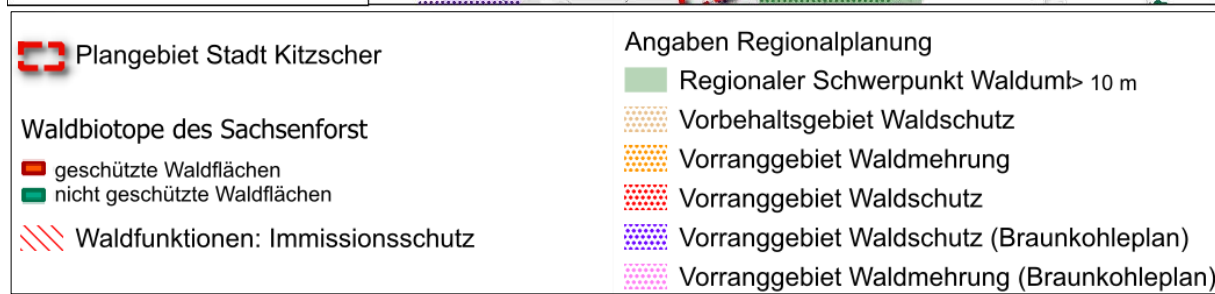 Plangebiet Stadt Kitzscher
Waldbiotope des Sachsenforst
geschützte Waldflächen
nicht geschützte Waldflächen
Waldfunktionen: Immissionsschutz
Angaben Regionalplanung
Regionaler Schwerpunkt Waldumb> 10 m
Vorbehaltsgebiet Waldschutz
Vorranggebiet Waldmehrung
Vorranggebiet Waldschutz
Vorranggebiet Waldschutz (Braunkohleplan)
Vorranggebiet Waldmehrung (Braunkohleplan)